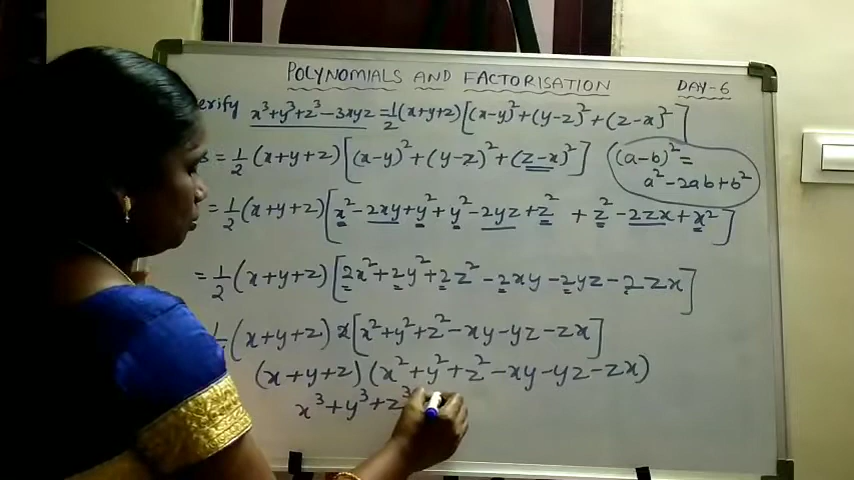 POLYNOMIALS AND FACTORISATION DAY-6
erify x³+y³+z³-3xyz=1/2(x+y+z)[(x-y)²+(y-z)²+(z-x)²]
=1/2(x+y+z)[(x-y)²+(y-z)²+(z-x)²]
(a-b)²=
a²-2ab+b²
=1/2(x+y+z)[x²-2xy+y²+y²-2yz+z²+z²-2zx+x²]
=1/2(x+y+z)[2x²+2y²+2z²-2xy-2yz-2zx]
(x+y+z)2[x²+y²+z²-xy-yz-zx]
(x+y+z)(x²+y²+z²-xy-yz-zx)
x³+y³+z³